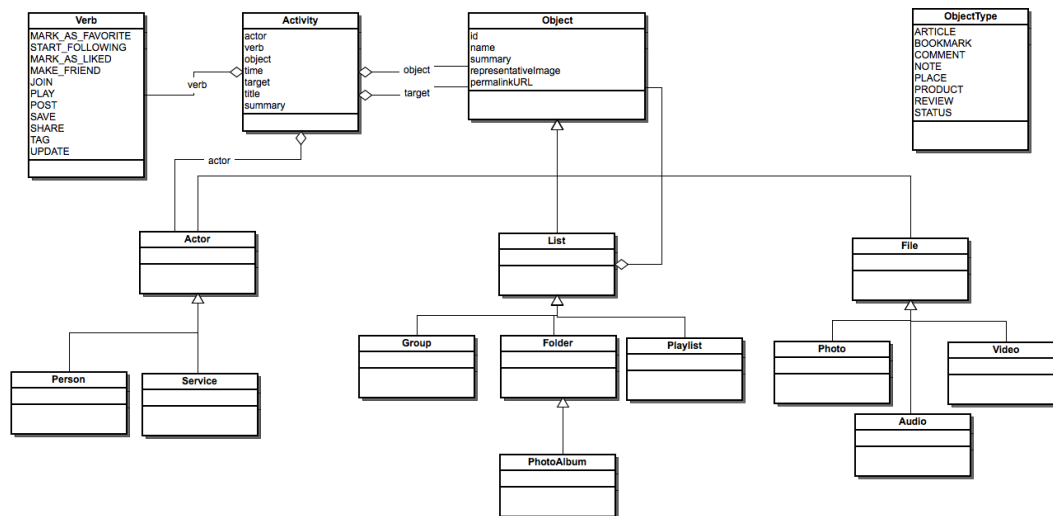 Verb
MARK_AS_FAVORITE
START_FOLLOWING
MARK_AS_LIKED
MAKE_FRIEND
JOIN
PLAY
POST
SAVE
SHARE
TAG
UPDATE
Activity
actor
verb
object
time
target
title
summary
Object
id
name
summary
representativeImage
permalinkURL
ObjectType
ARTICLE
BOOKMARK
COMMENT
NOTE
PLACE
PRODUCT
REVIEW
STATUS
verb
object
target
actor
Actor
List
File
Group
Folder
Playlist
Photo
Video
Person
Service
Audio
PhotoAlbum